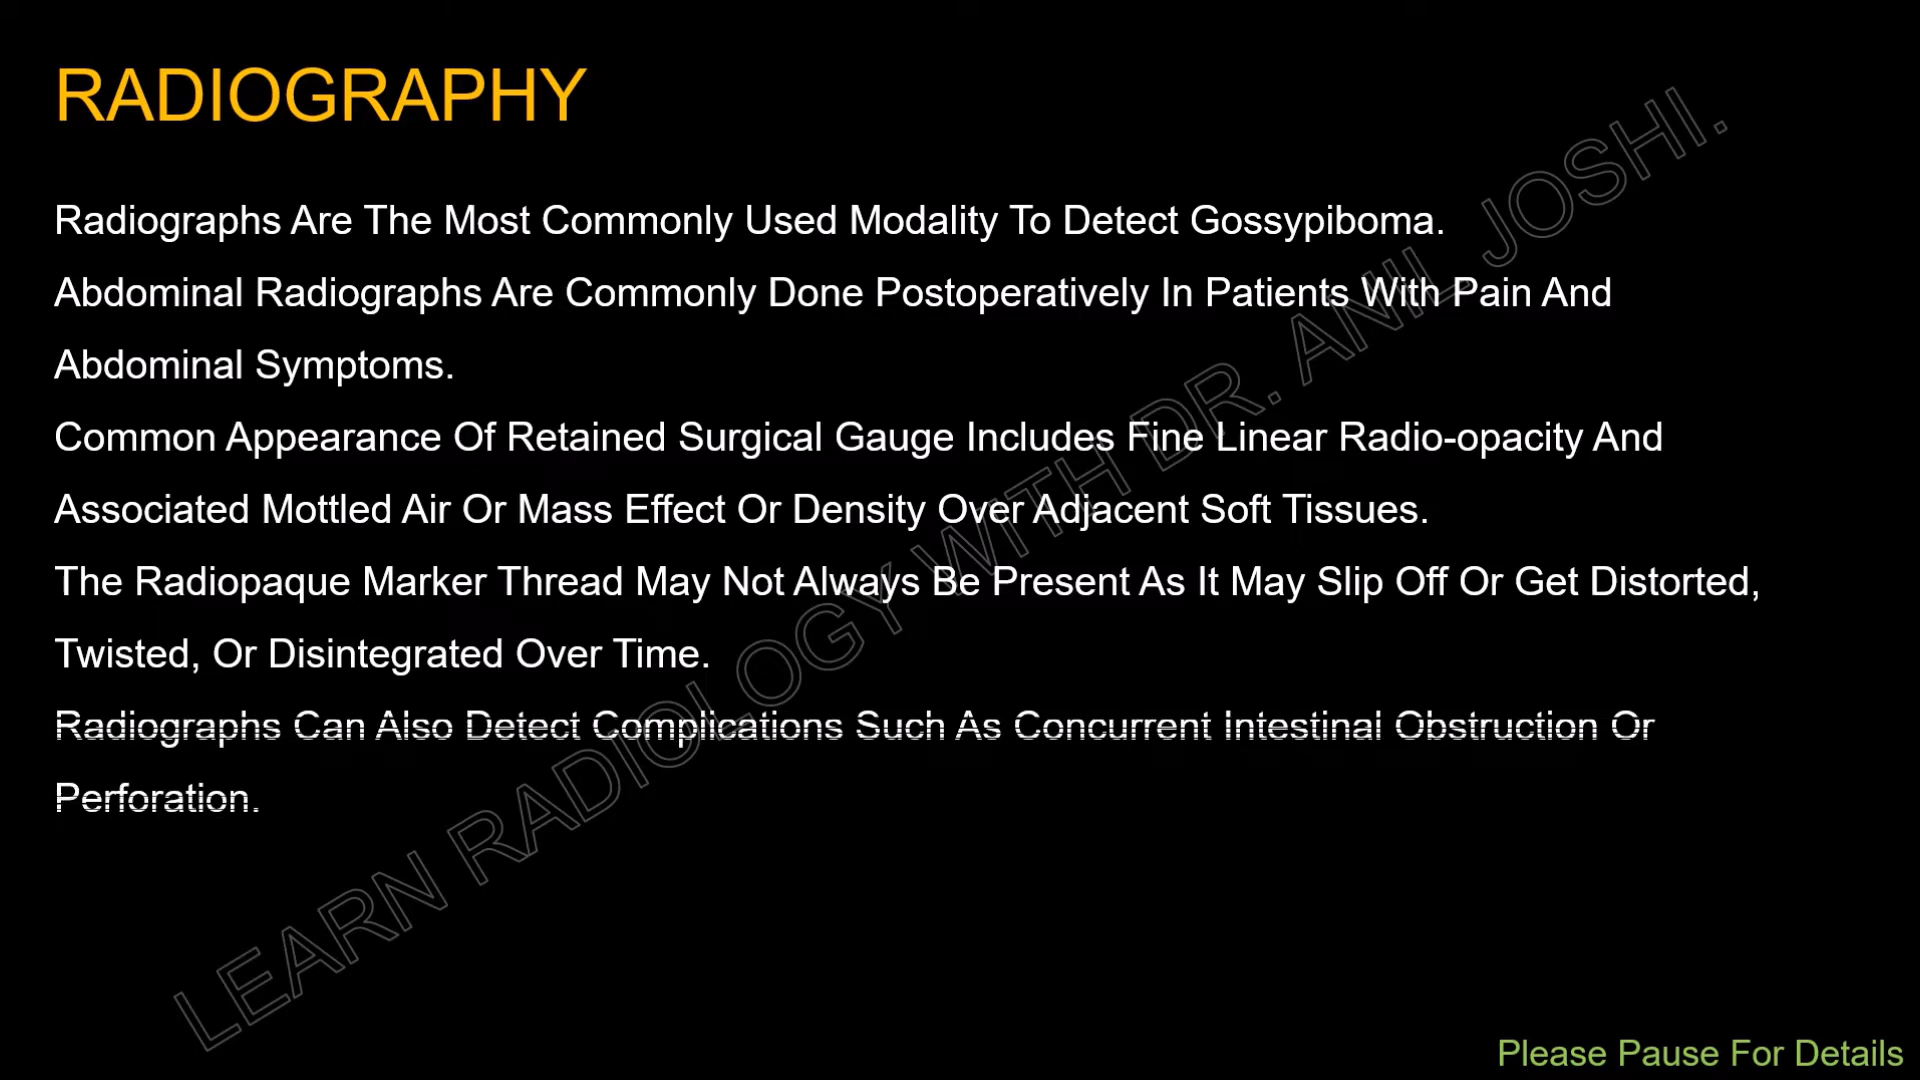 RADIOGRAPHY
Radiographs Are The Most Commonly Used Modality To Detect Gossypiboma.
Abdominal Radiographs Are Commonly Done Postoperatively In Patients With Pain And
Abdominal Symptoms.
Common Appearance Of Retained Surgical Gauge Includes Fine Linear Radio-opacity And
Associated Mottled Air Or Mass Effect Or Density Over Adjacent Soft Tissues.
The Radiopaque Marker Thread May Not Always Be Present As It May Slip Off Or Get Distorted,
Twisted, Or Disintegrated Over Time.
Radiographs Can Also Detect Complications Such As Concurrent Intestinal Obstruction Or
Perforation.
LEARN RADIOLOGY WITH DR. ANIL JOSHI.
Please Pause For Details